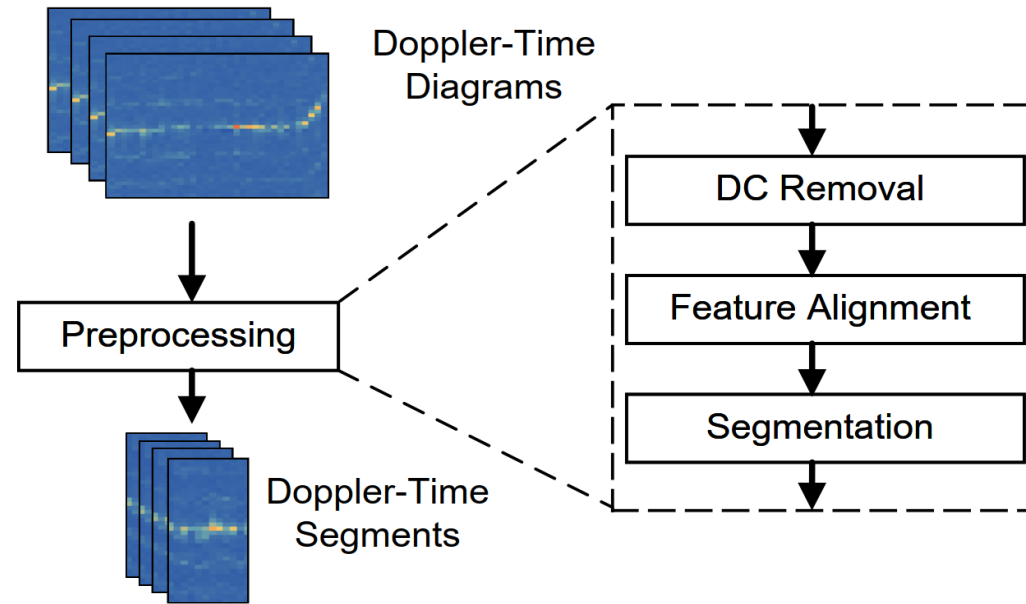 Doppler-Time
Diagrams
Preprocessing
Doppler-Time
Segments
DC Removal
Feature Alignment
Segmentation